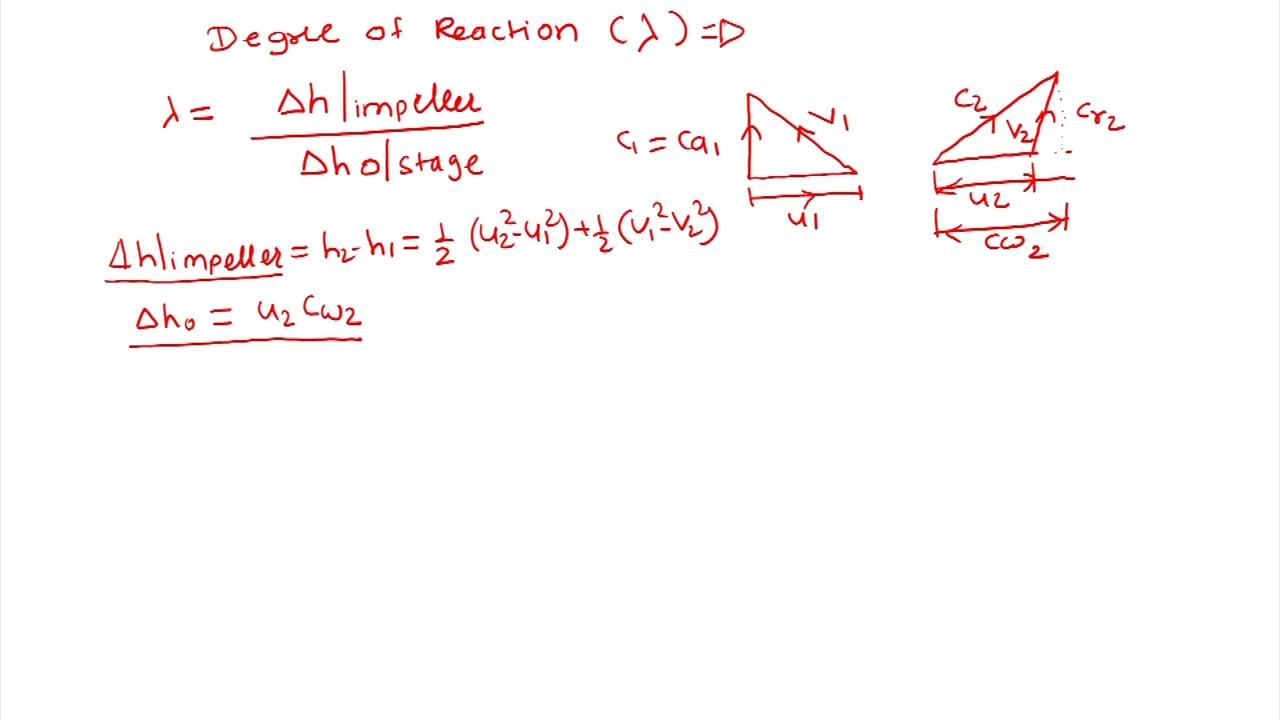 Degree of Reaction (λ) ⇒
λ = Δh|impeller / Δho|stage
C1 = Ca1
V1
u1
C2
V2
Cr2
u2
Cω2
Δh|impeller = h2 - h1 = 1/2 (u2² - u1²) + 1/2 (V1² - V2²)
Δho = u2 Cω2